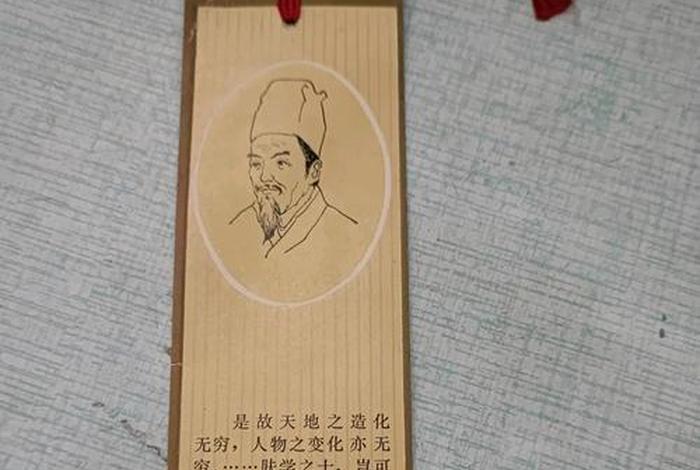 是故天地之造化
无穷，人物之变化亦无
穷……肤学之士，岂可